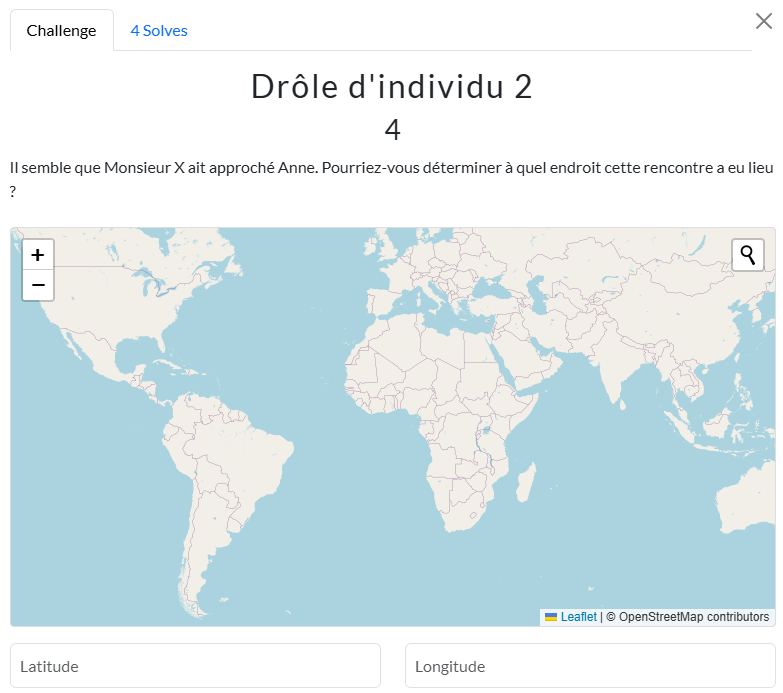 Challenge
4 Solves
Drôle d'individu 2
4
Il semble que Monsieur X ait approché Anne. Pourriez-vous déterminer à quel endroit cette rencontre a eu lieu
?
+
−
Leaflet | © OpenStreetMap contributors
Latitude
Longitude